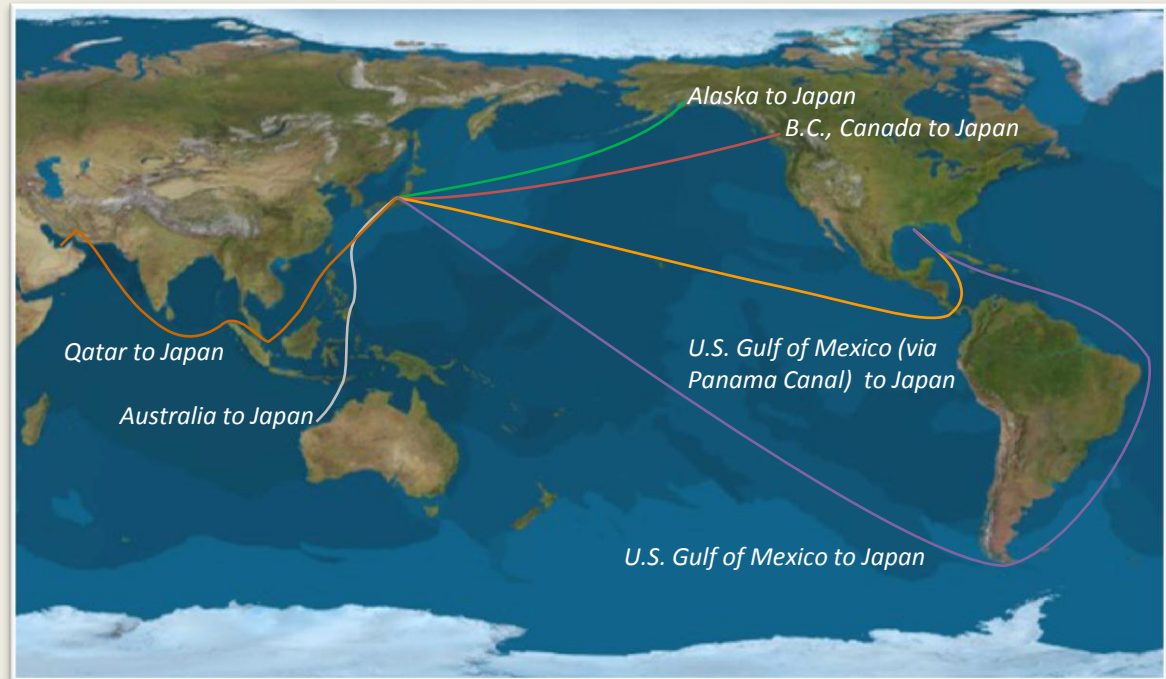 Alaska to Japan
B.C., Canada to Japan
Qatar to Japan
U.S. Gulf of Mexico (via
Panama Canal) to Japan
Australia to Japan
U.S. Gulf of Mexico to Japan